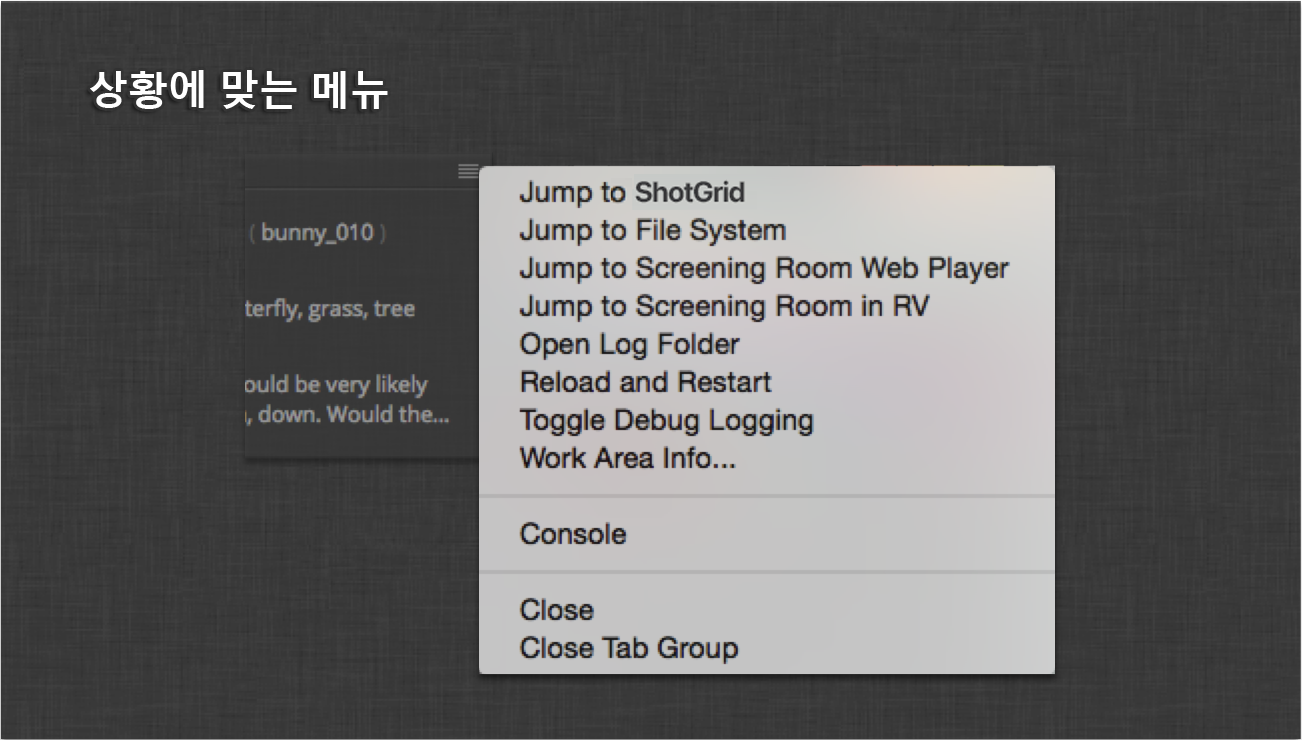 상황에 맞는 메뉴
( bunny_010 )
terfly, grass, tree
ould be very likely
, down. Would the...
Jump to ShotGrid
Jump to File System
Jump to Screening Room Web Player
Jump to Screening Room in RV
Open Log Folder
Reload and Restart
Toggle Debug Logging
Work Area Info...
Console
Close
Close Tab Group